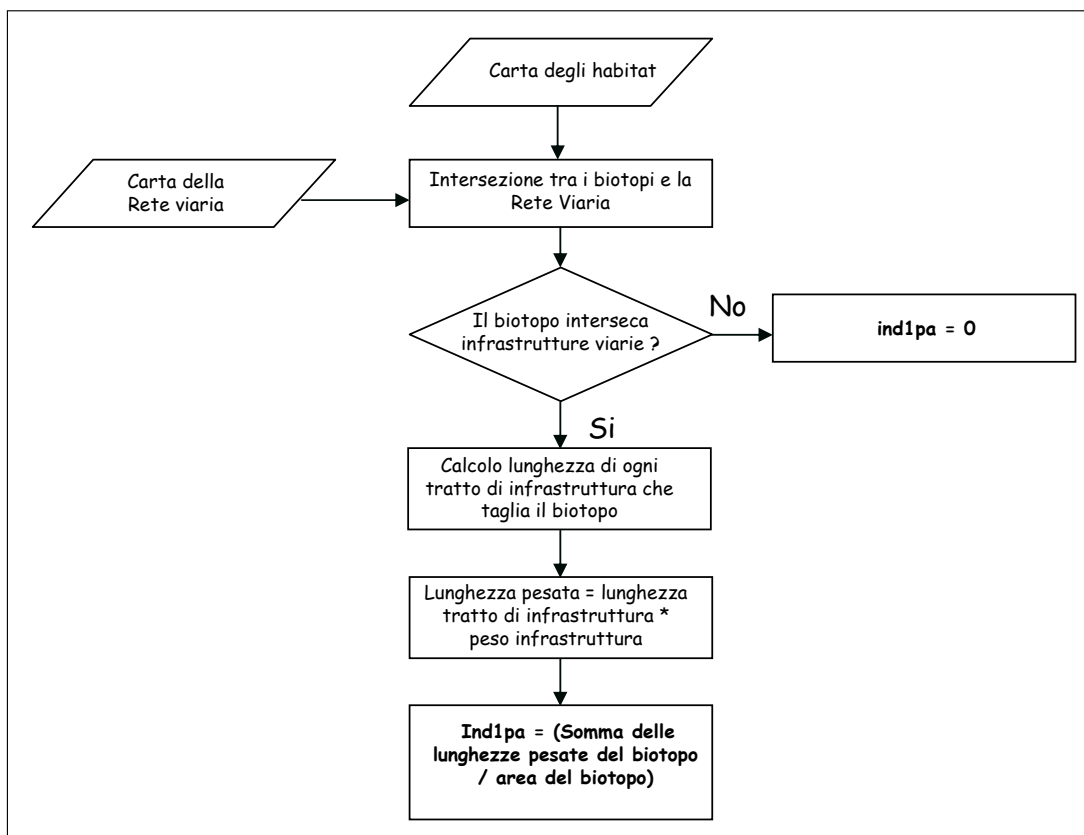 Carta degli habitat
Carta della
Rete viaria
Intersezione tra i biotopi e la
Rete Viaria
Il biotopo interseca
infrastrutture viarie ?
No
ind1pa = 0
Si
Calcolo lunghezza di ogni
tratto di infrastruttura che
taglia il biotopo
Lunghezza pesata = lunghezza
tratto di infrastruttura *
peso infrastruttura
Ind1pa = (Somma delle
lunghezze pesate del biotopo
/ area del biotopo)